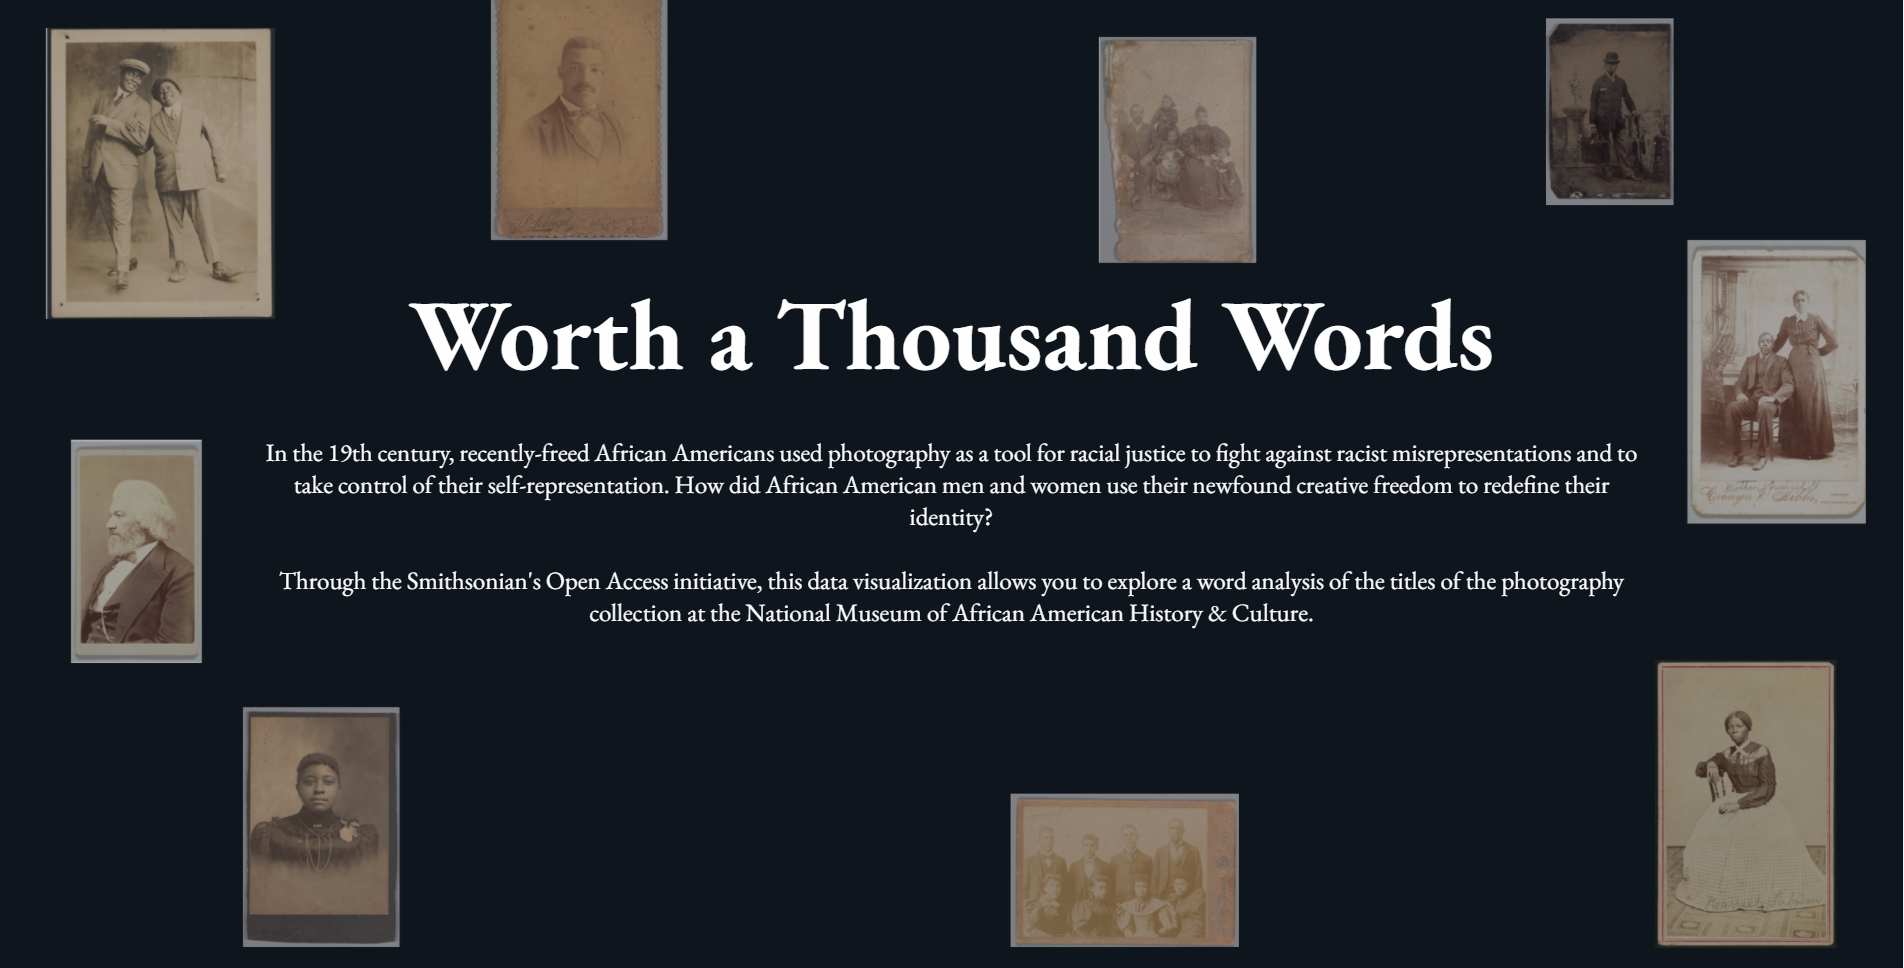 Worth a Thousand Words
In the 19th century, recently-freed African Americans used photography as a tool for racial justice to fight against racist misrepresentations and to
take control of their self-representation. How did African American men and women use their newfound creative freedom to redefine their
identity?
Through the Smithsonian's Open Access initiative, this data visualization allows you to explore a word analysis of the titles of the photography
collection at the National Museum of African American History & Culture.
Harriet Tubman